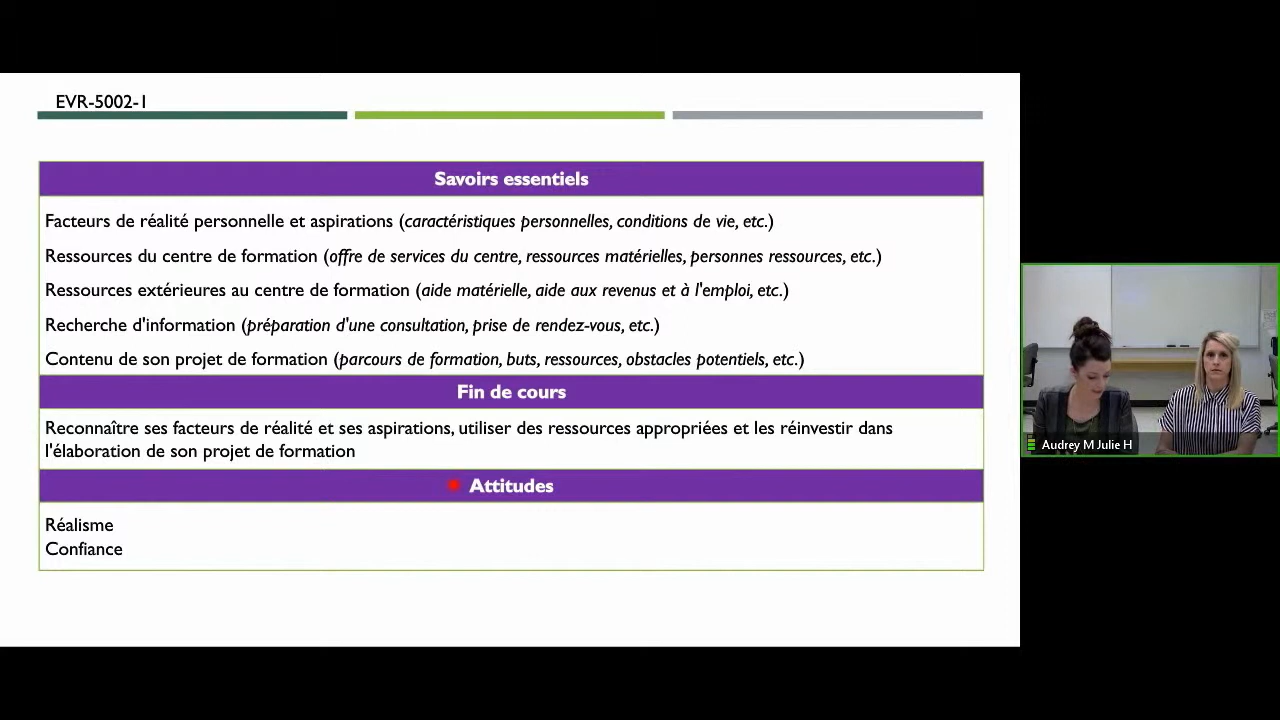 EVR-5002-1
Savoirs essentiels
Facteurs de réalité personnelle et aspirations (caractéristiques personnelles, conditions de vie, etc.)
Ressources du centre de formation (offre de services du centre, ressources matérielles, personnes ressources, etc.)
Ressources extérieures au centre de formation (aide matérielle, aide aux revenus et à l'emploi, etc.)
Recherche d'information (préparation d'une consultation, prise de rendez-vous, etc.)
Contenu de son projet de formation (parcours de formation, buts, ressources, obstacles potentiels, etc.)
Fin de cours
Reconnaître ses facteurs de réalité et ses aspirations, utiliser des ressources appropriées et les réinvestir dans
l'élaboration de son projet de formation
Attitudes
Réalisme
Confiance
Audrey M Julie H